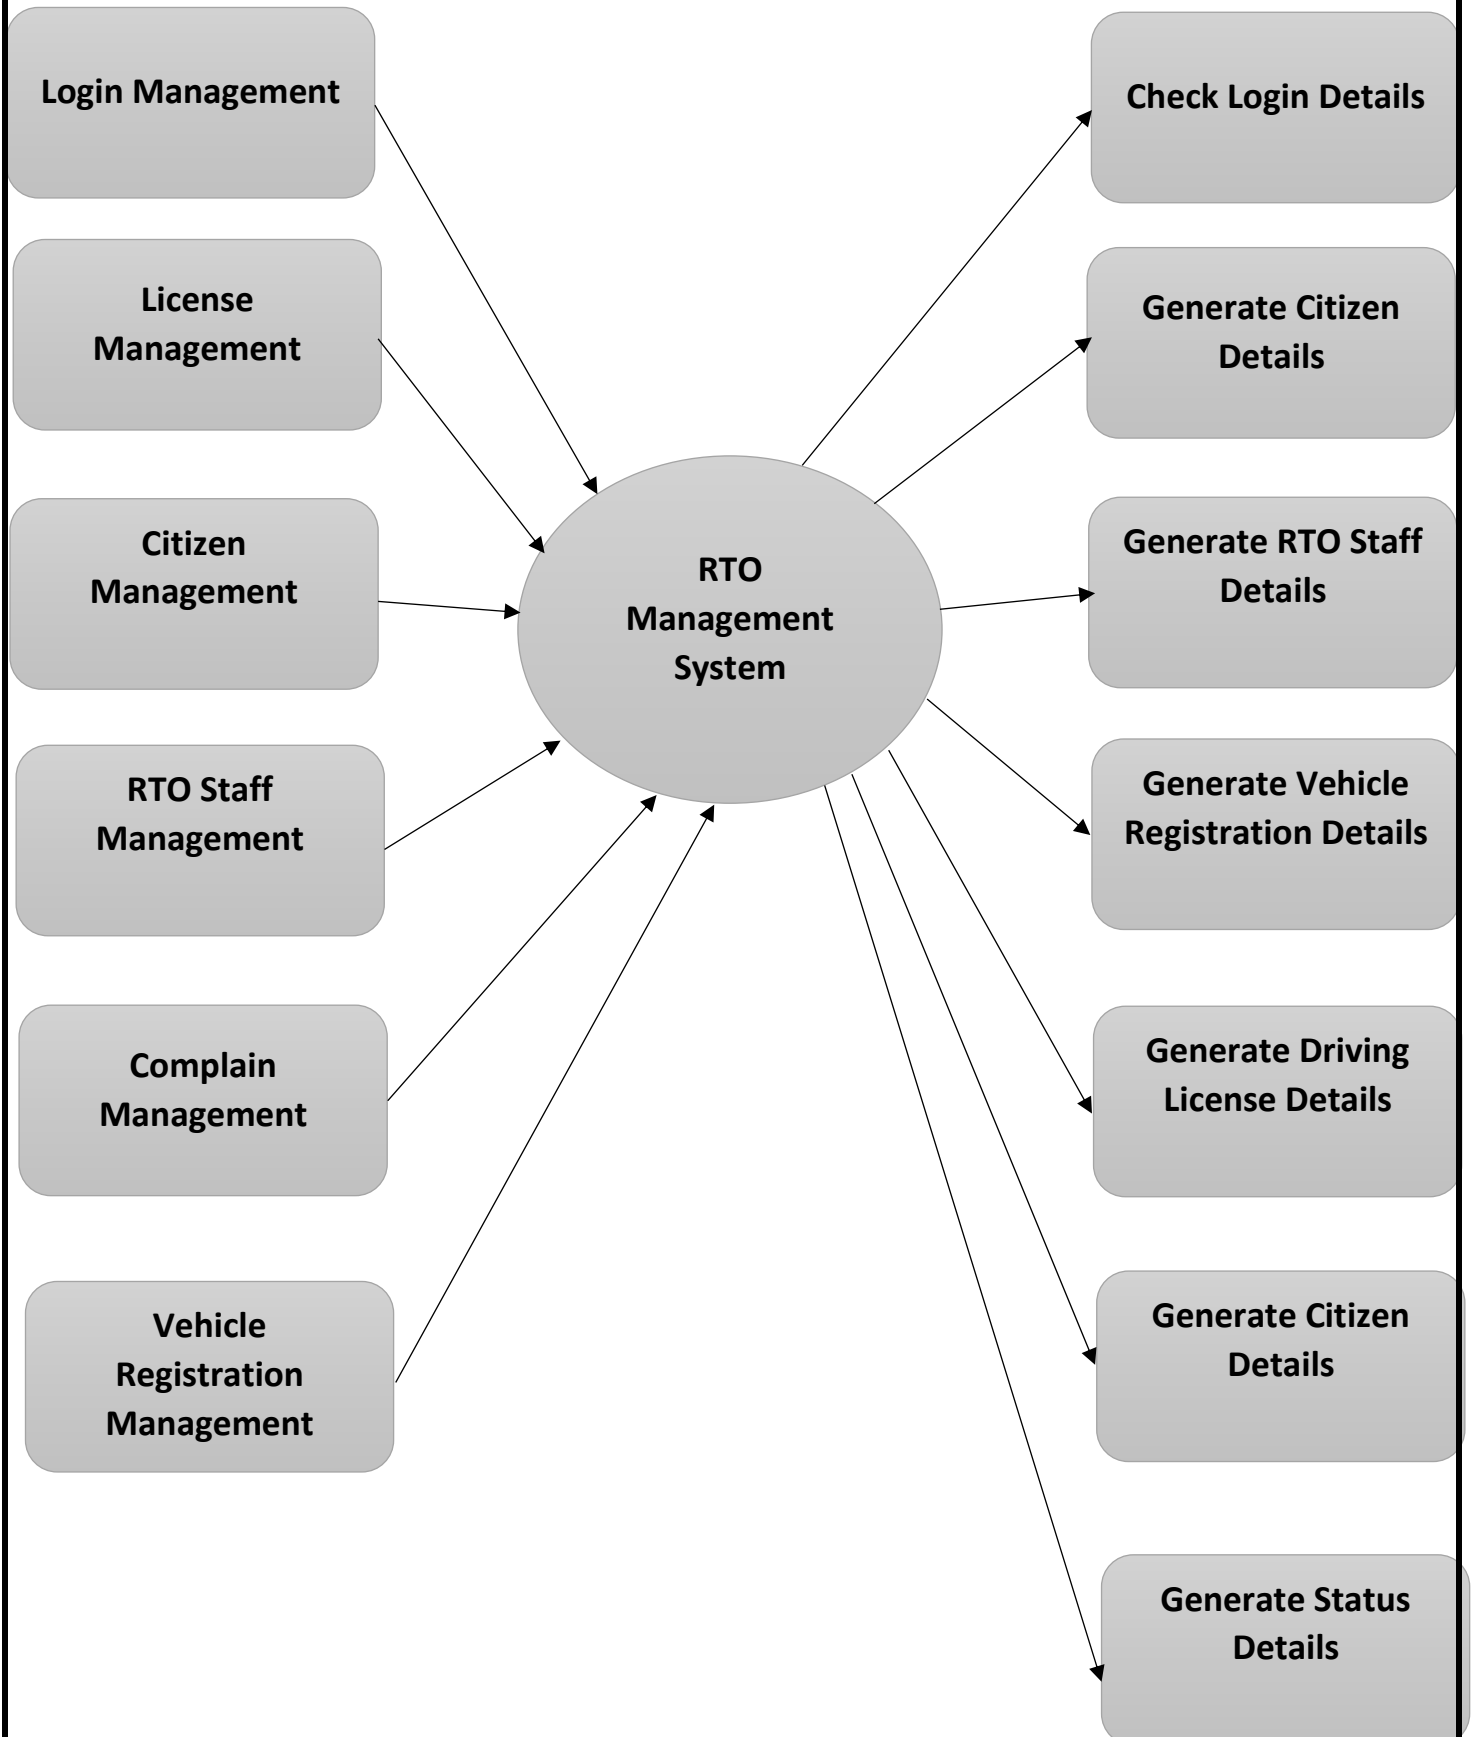 Login Management
License
Management
Citizen
Management
RTO Staff
Management
Complain
Management
Vehicle
Registration
Management
RTO
Management
System
Check Login Details
Generate Citizen
Details
Generate RTO Staff
Details
Generate Vehicle
Registration Details
Generate Driving
License Details
Generate Citizen
Details
Generate Status
Details